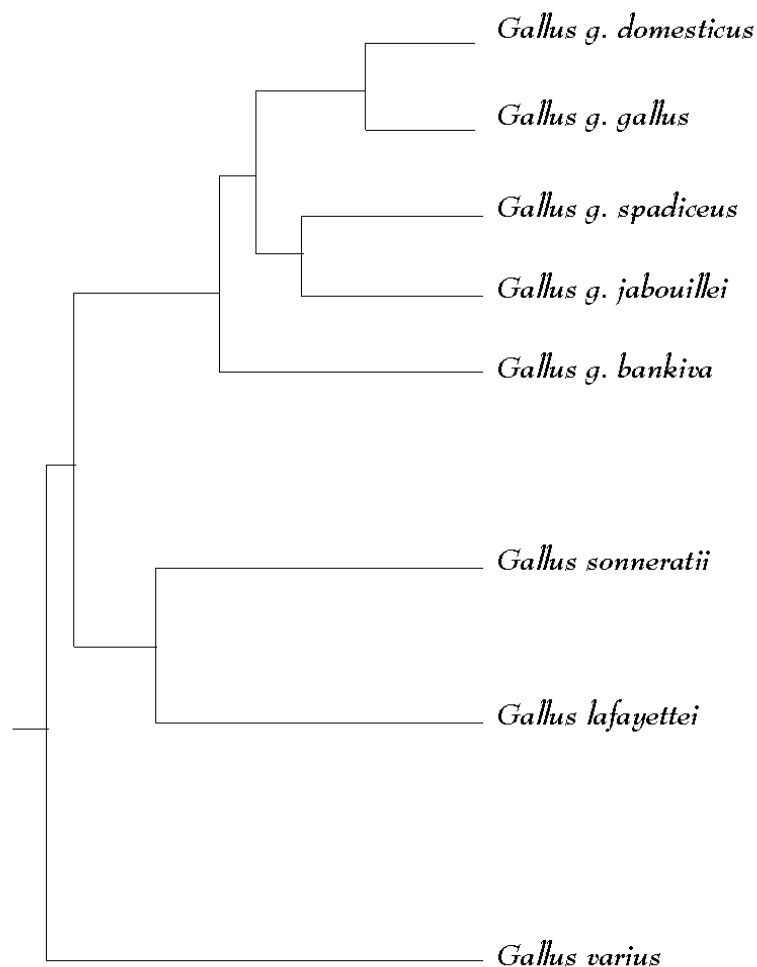 Gallus g. domesticus
Gallus g. gallus
Gallus g. spadiceus
Gallus g. jabouillei
Gallus g. bankiva
Gallus sonneratii
Gallus lafayettei
Gallus varius